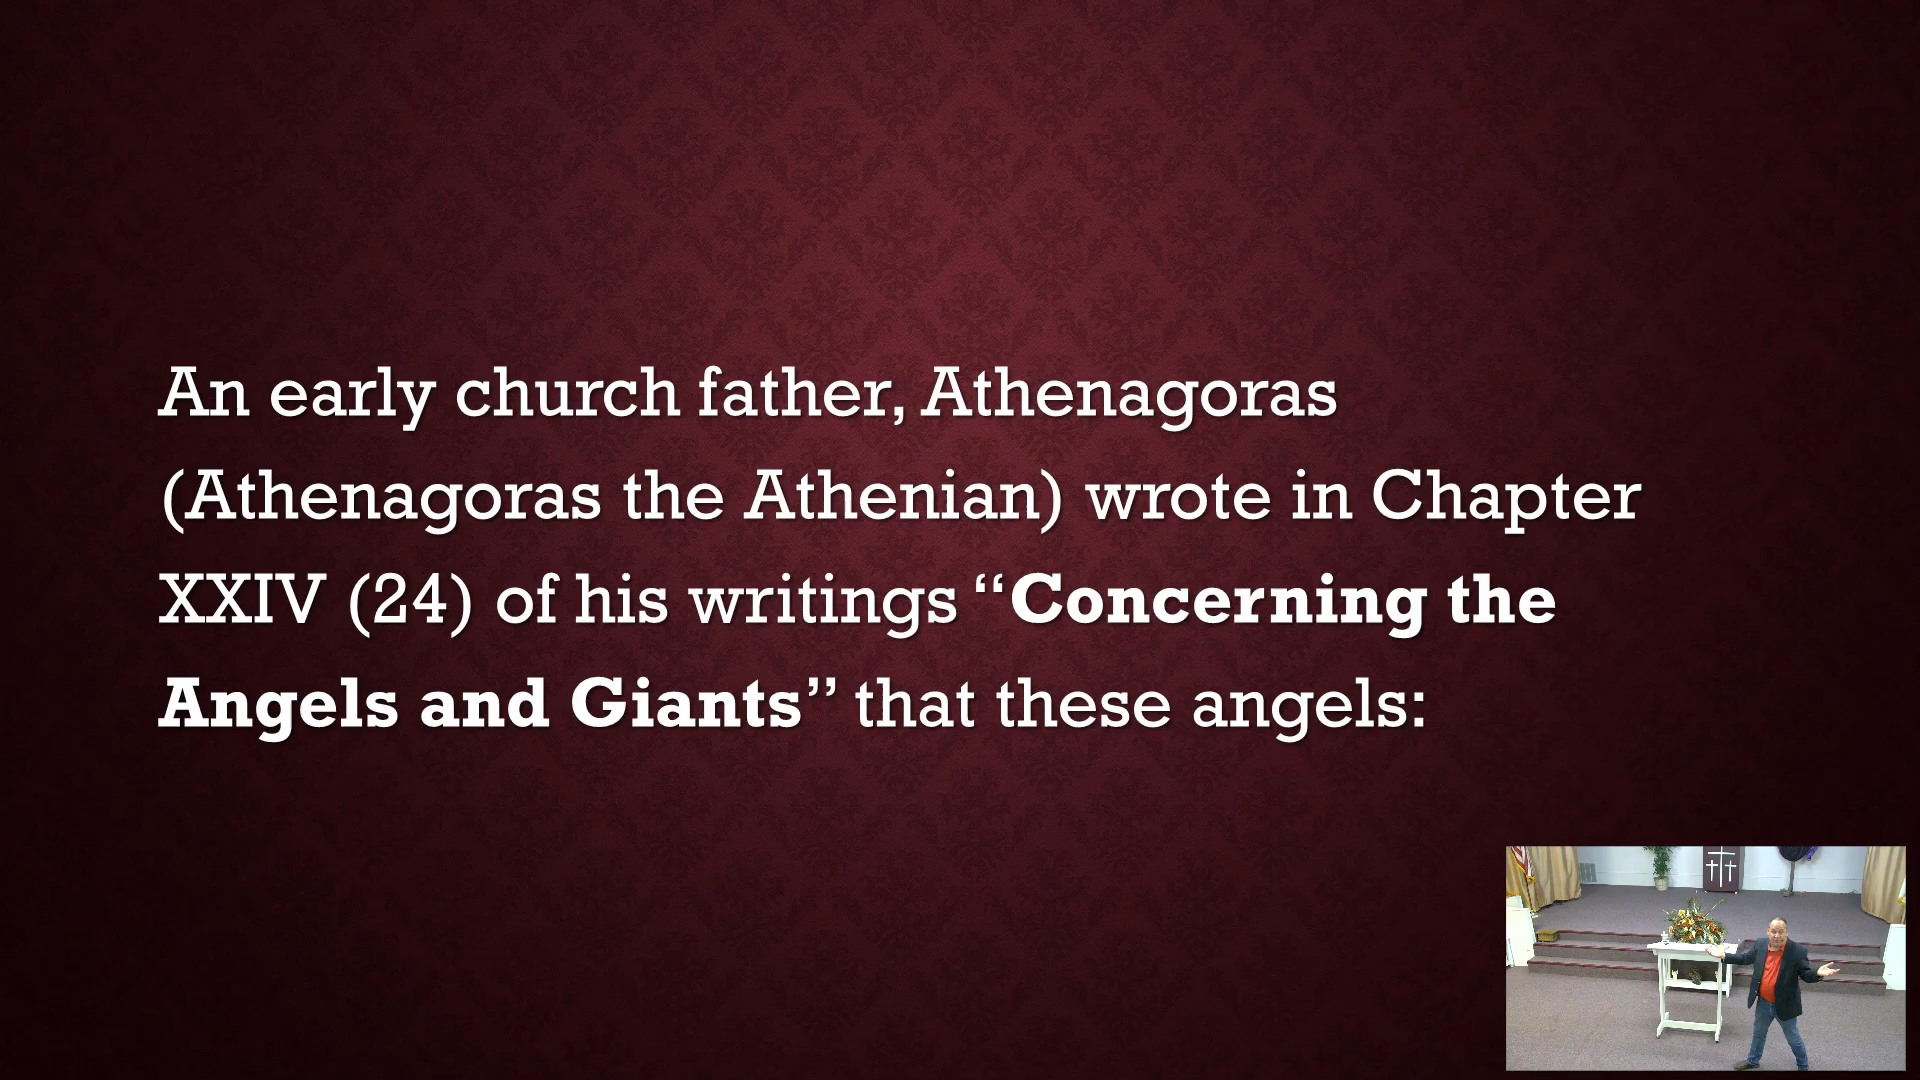 An early church father, Athenagoras
(Athenagoras the Athenian) wrote in Chapter
XXIV (24) of his writings “Concerning the
Angels and Giants” that these angels: